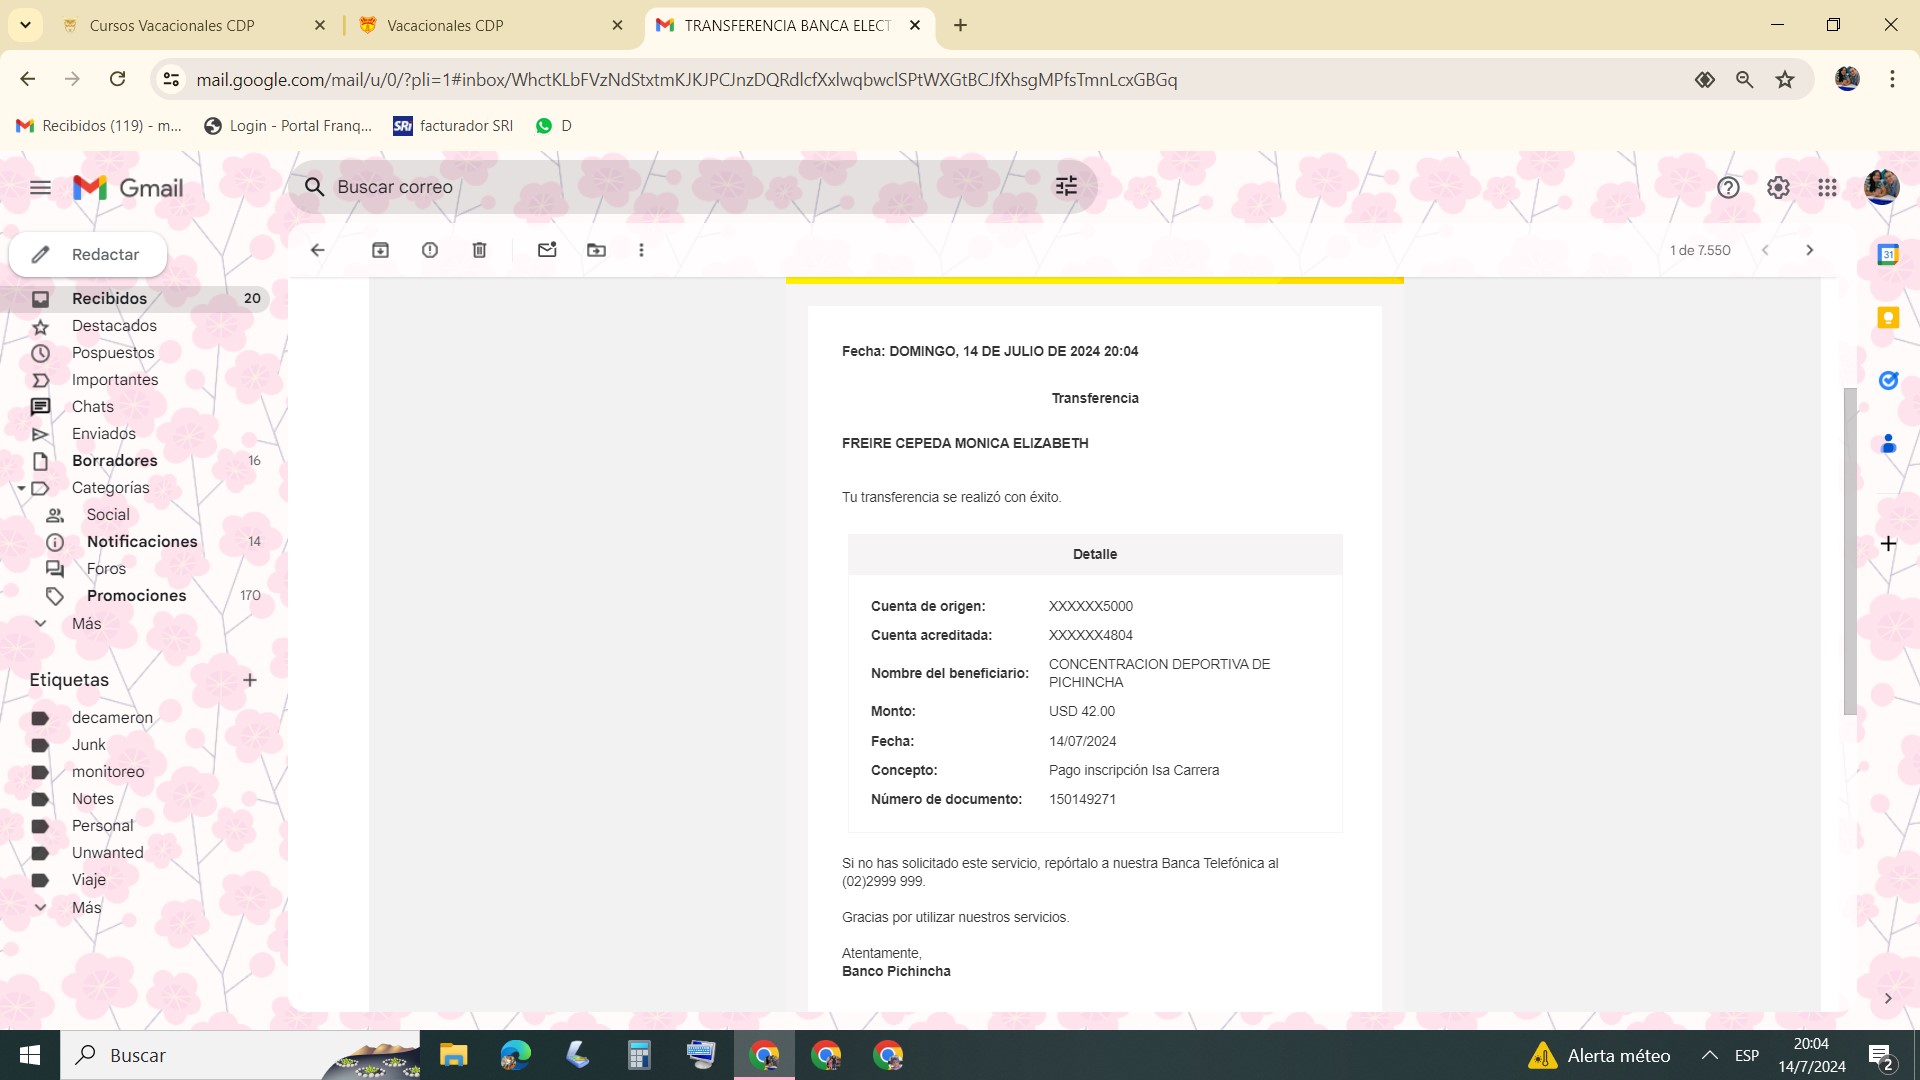 Cursos Vacacionales CDP
Vacacionales CDP
TRANSFERENCIA BANCA ELECT
mail.google.com/mail/u/0/?pli=1#inbox/WhctKLbFVzNdStxtmKJKJPCJnzDQRdlcfXxlwqbwclSPtWXGtBCJfXhsgMPfsTmnLcxGBGq
Recibidos (119) - m...
Login - Portal Franq...
SRi
facturador SRI
D
Gmail
Buscar correo
Redactar
1 de 7.550
Recibidos 20
Destacados
Pospuestos
Importantes
Chats
Enviados
Borradores 16
Categorías
Social
Notificaciones 14
Foros
Promociones 170
Más
Etiquetas
decameron
Junk
monitoreo
Notes
Personal
Unwanted
Viaje
Más
31
Fecha: DOMINGO, 14 DE JULIO DE 2024 20:04
Transferencia
FREIRE CEPEDA MONICA ELIZABETH
Tu transferencia se realizó con éxito.
Detalle
Cuenta de origen: XXXXXX5000
Cuenta acreditada: XXXXXX4804
Nombre del beneficiario: CONCENTRACION DEPORTIVA DE
PICHINCHA
Monto: USD 42.00
Fecha: 14/07/2024
Concepto: Pago inscripción Isa Carrera
Número de documento: 150149271
Si no has solicitado este servicio, repórtalo a nuestra Banca Telefónica al
(02)2999 999.
Gracias por utilizar nuestros servicios.
Atentamente,
Banco Pichincha
Buscar
Alerta méteo
ESP
20:04
14/7/2024
2